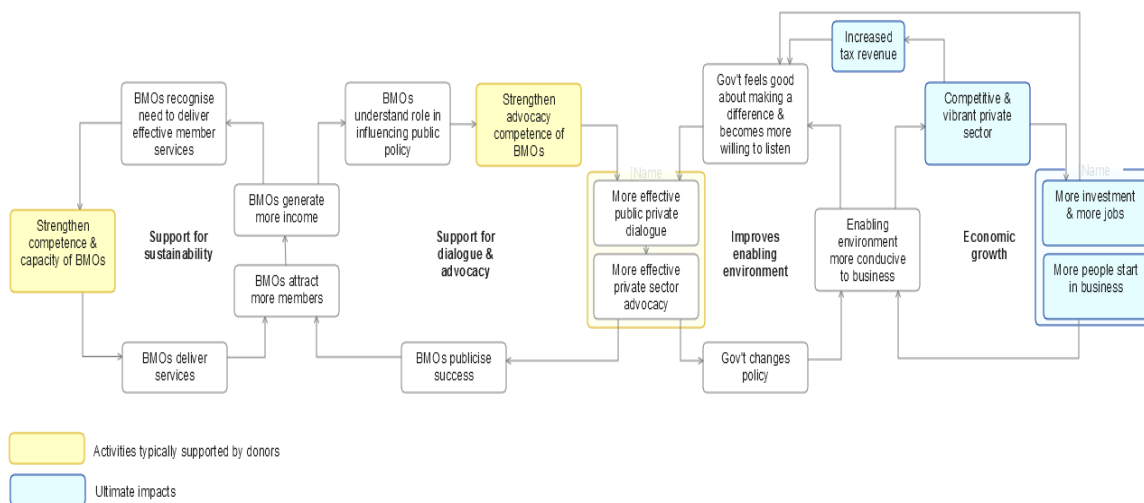 Increased
tax revenue
BMOs recognise
need to deliver
effective member
services
BMOs
understand role in
influencing public
policy
Strengthen
advocacy
competence of
BMOs
Gov't feels good
about making a
difference &
becomes more
willing to listen
Competitive &
vibrant private
sector
Name
Name
BMOs generate
more income
More effective
public private
dialogue
More investment
& more jobs
Strengthen
competence &
capacity of BMOs
Support for
sustainability
Support for
dialogue &
advocacy
Improves
enabling
environment
Enabling
environment
more conducive
to business
Economic
growth
BMOs attract
more members
More effective
private sector
advocacy
More people start
in business
BMOs deliver
services
BMOs publicise
success
Gov't changes
policy
Activities typically supported by donors
Ultimate impacts